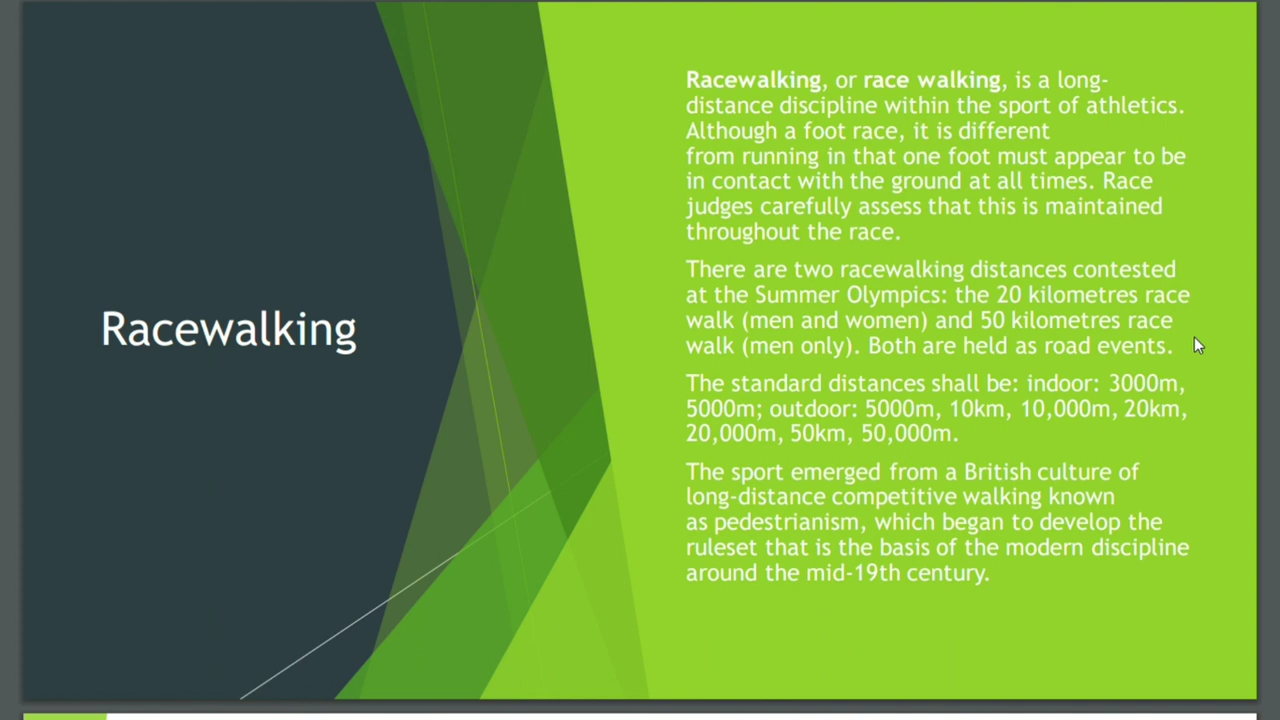 Racewalking
Racewalking, or race walking, is a long-
distance discipline within the sport of athletics.
Although a foot race, it is different
from running in that one foot must appear to be
in contact with the ground at all times. Race
judges carefully assess that this is maintained
throughout the race.
There are two racewalking distances contested
at the Summer Olympics: the 20 kilometres race
walk (men and women) and 50 kilometres race
walk (men only). Both are held as road events.
The standard distances shall be: indoor: 3000m,
5000m; outdoor: 5000m, 10km, 10,000m, 20km,
20,000m, 50km, 50,000m.
The sport emerged from a British culture of
long-distance competitive walking known
as pedestrianism, which began to develop the
ruleset that is the basis of the modern discipline
around the mid-19th century.